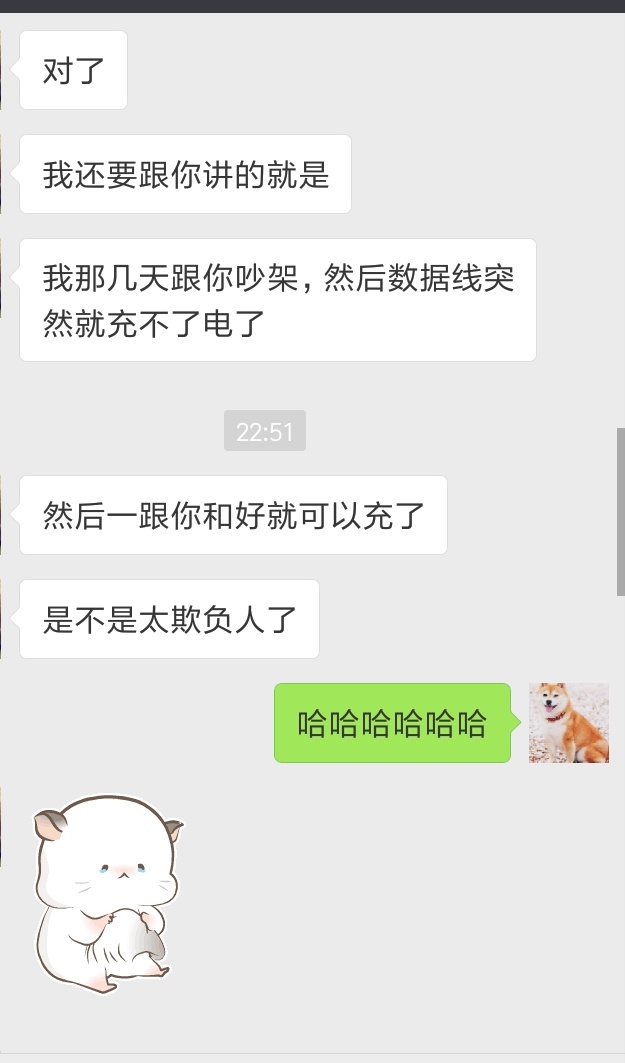 对了
我还要跟你讲的就是
我那几天跟你吵架，然后数据线突
然就充不了电了
22:51
然后一跟你和好就可以充了
是不是太欺负人了
哈哈哈哈哈哈